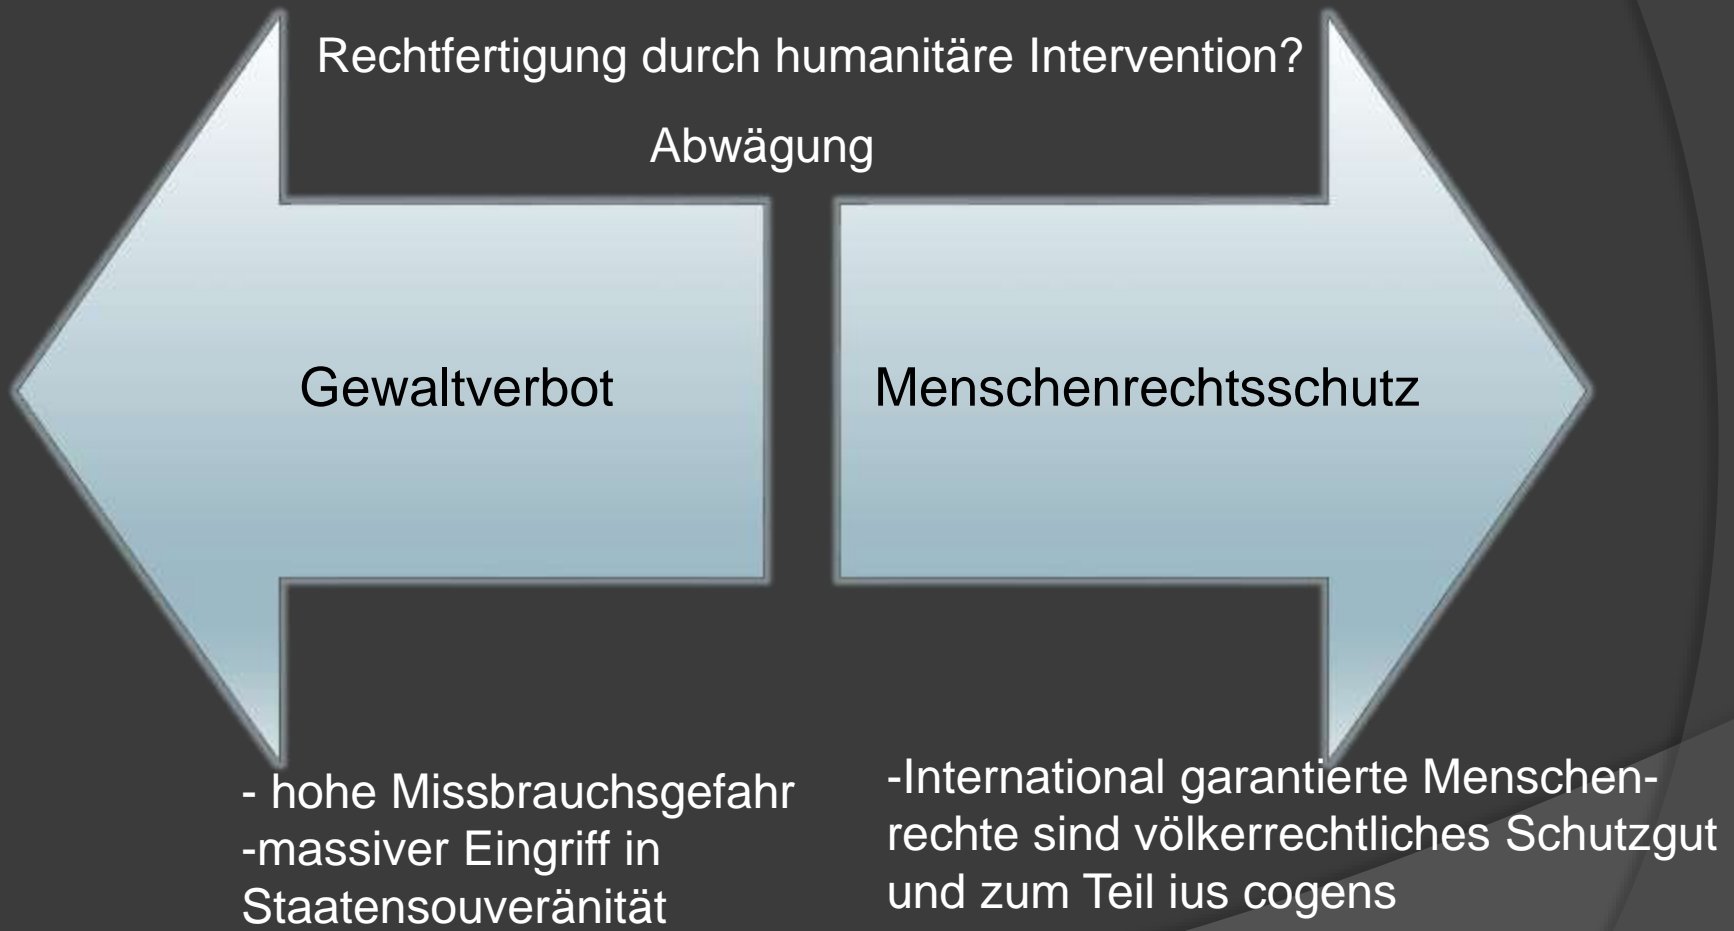 Rechtfertigung durch humanitäre Intervention?
Abwägung
Gewaltverbot
Menschenrechtsschutz
- hohe Missbrauchsgefahr
-massiver Eingriff in
Staatensouveränität
-International garantierte Menschen-
rechte sind völkerrechtliches Schutzgut
und zum Teil ius cogens